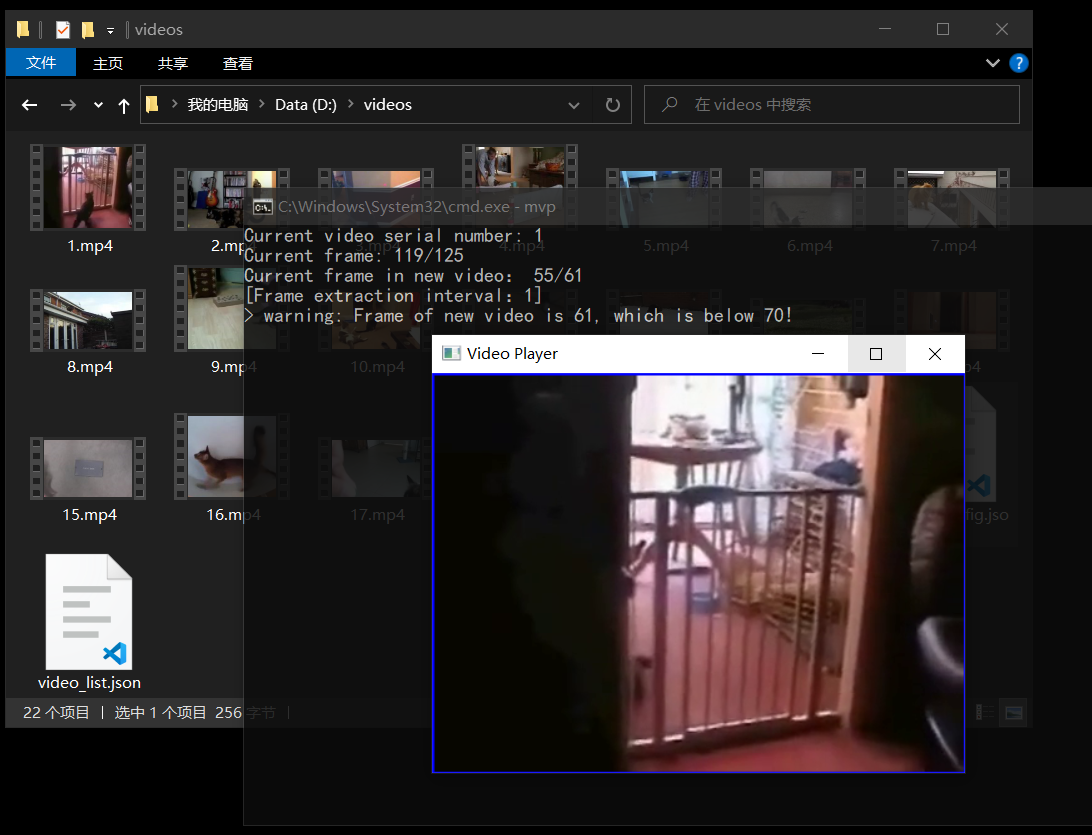 videos
文件 主页 共享 查看
?
我的电脑 Data (D:) videos
在 videos 中搜索
C:\Windows\System32\cmd.exe - mvp
1.mp4 2.mp4 3.mp4 4.mp4 5.mp4 6.mp4 7.mp4
Current video serial number: 1
Current frame: 119/125
Current frame in new video: 55/61
[Frame extraction interval: 1]
> warning: Frame of new video is 61, which is below 70!
Video Player
8.mp4 9.mp4 10.mp4
15.mp4 16.mp4 17.mp4
fig.jso
video_list.json
22 个项目 选中 1 个项目 256 字节